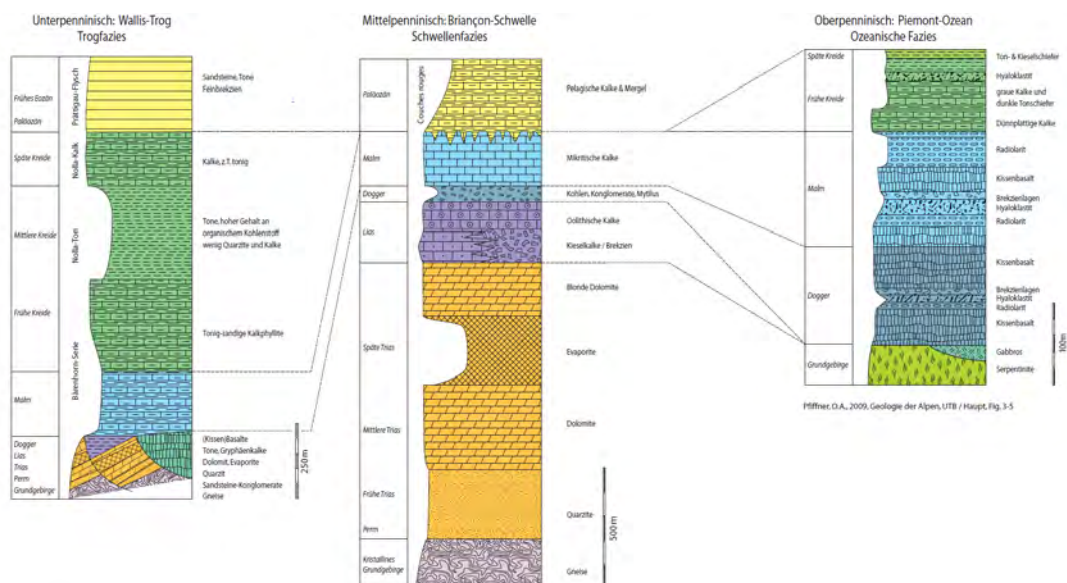 Unterpenninisch: Wallis-Trog
Trogfazies
Frühes Eozän
Paläozän
Späte Kreide
Mittlere Kreide
Frühe Kreide
Malm
Dogger
Lias
Trias
Perm
Grundgebirge
Prättigau-Flysch
Nolla-Kalk
Nolla-Ton
Bärenhorn-Serie
Sandsteine, Tone
Feinbrekzien
Kalke, z.T. tonig
Tone, hoher Gehalt an
organischem Kohlenstoff
wenig Quarzite und Kalke
Tonig-sandige Kalkphyllite
(Kissen)Basalte
Tone, Gryphäenkalke
Dolomit, Evaporite
Quarzit
Sandsteine-Konglomerate
Gneise
250 m
Mittelpenninisch: Briançon-Schwelle
Schwellenfazies
Paläozän
Malm
Dogger
Lias
Späte Trias
Mittlere Trias
Frühe Trias
Perm
Kristallines
Grundgebirge
Couches rouges
Pelagische Kalke & Mergel
Mikritische Kalke
Kohlen, Konglomerate, Mytilus
Oolithische Kalke
Kieselkalke / Brekzien
Blonde Dolomite
Evaporite
Dolomite
Quarzite
Gneise
500 m
Oberpenninisch: Piemont-Ozean
Ozeanische Fazies
Späte Kreide
Frühe Kreide
Malm
Dogger
Grundgebirge
Ton- & Kieselschiefer
Hyaloklastit
graue Kalke und
dunkle Tonschiefer
Dünnplattige Kalke
Radiolarit
Kissenbasalt
Brekzienlagen
Hyaloklastit
Radiolarit
Kissenbasalt
Brekzienlagen
Hyaloklastit
Radiolarit
Kissenbasalt
Gabbros
Serpentinite
100m
Pfiffner, O.A., 2009, Geologie der Alpen, UTB / Haupt, Fig. 3-5